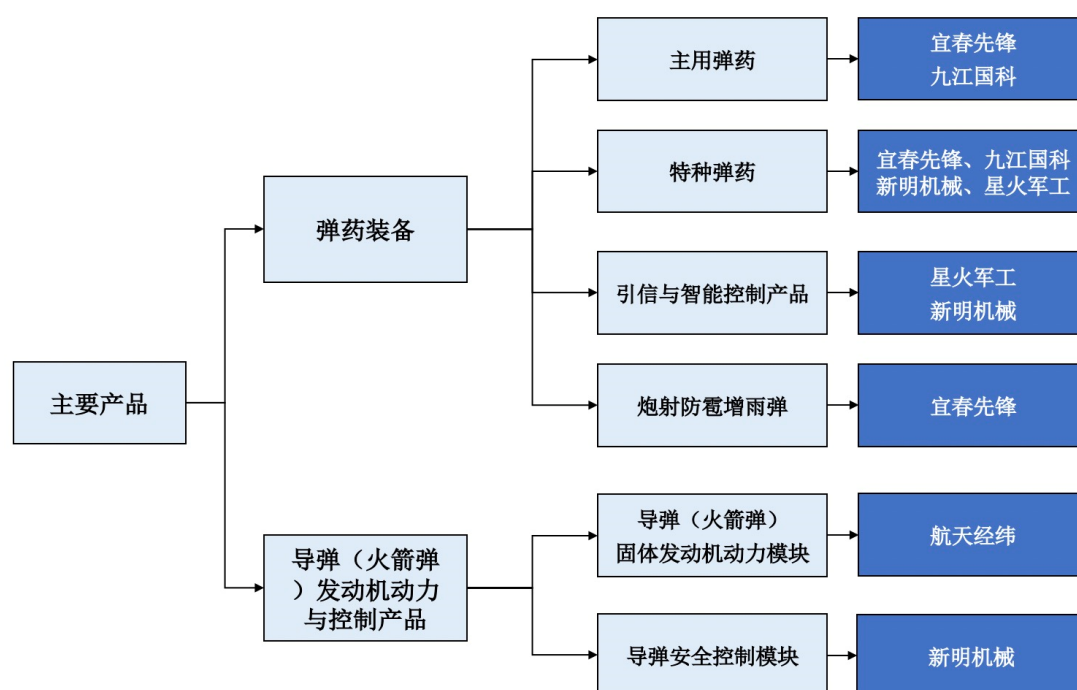 主要产品
弹药装备
主用弹药
宜春先锋
九江国科
特种弹药
宜春先锋、九江国科
新明机械、星火军工
引信与智能控制产品
星火军工
新明机械
炮射防雹增雨弹
宜春先锋
导弹（火箭弹
）发动机动力
与控制产品
导弹（火箭弹）
固体发动机动力模块
航天经纬
导弹安全控制模块
新明机械